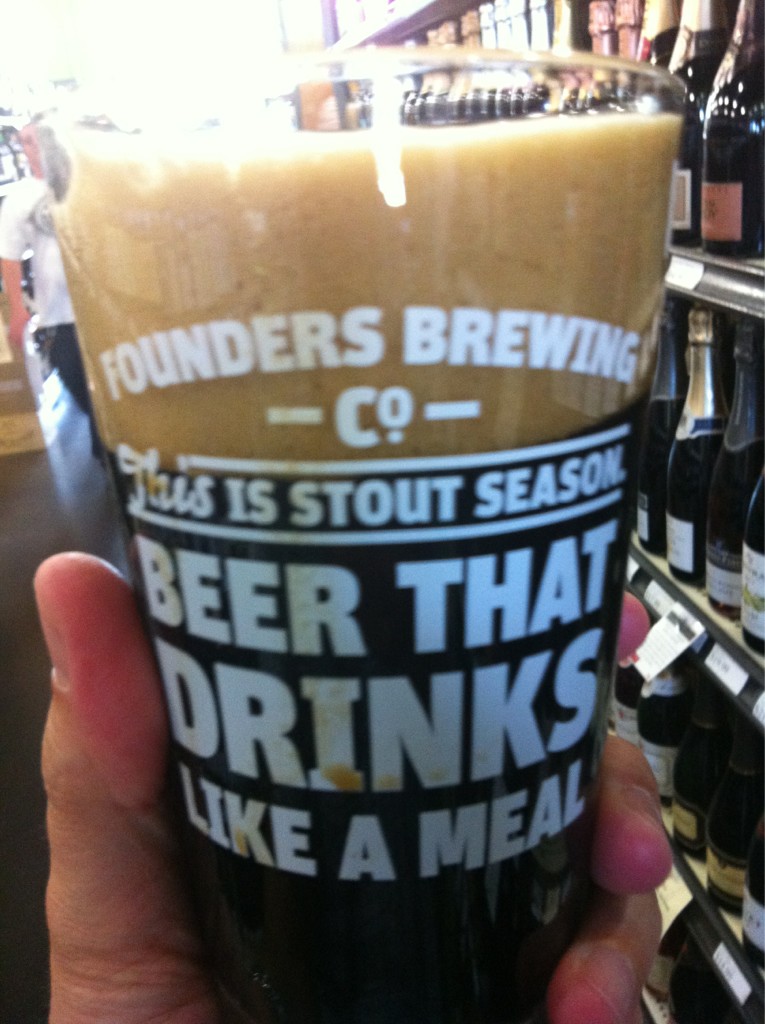 FOUNDERS BREWING
Co
This IS STOUT SEASON.
BEER THAT
DRINKS
LIKE A MEAL